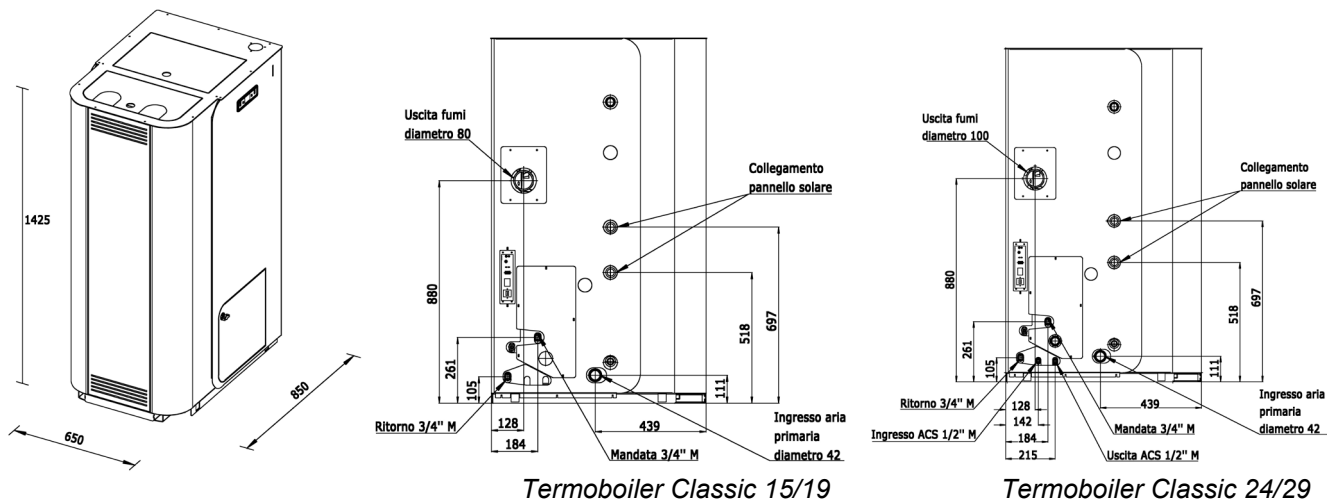 1425
650
850
Uscita fumi
diametro 80
Collegamento
pannello solare
880
261
105
518
697
111
128
184
439
Ritorno 3/4'' M
Mandata 3/4'' M
Ingresso aria
primaria
diametro 42
Termoboiler Classic 15/19
Uscita fumi
diametro 100
Collegamento
pannello solare
880
261
105
518
697
111
128
142
184
215
439
Ritorno 3/4'' M
Ingresso ACS 1/2'' M
Mandata 3/4'' M
Uscita ACS 1/2'' M
Ingresso aria
primaria
diametro 42
Termoboiler Classic 24/29